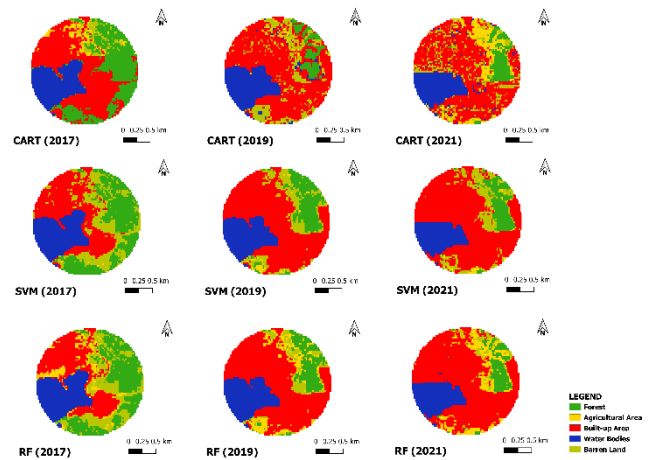 N N N
0 0.25 0.5 km 0 0.25 0.5 km 0 0.25 0.5 km
CART (2017) CART (2019) CART (2021)
N N N
0 0.25 0.5 km 0 0.25 0.5 km 0 0.25 0.5 km
SVM (2017) SVM (2019) SVM (2021)
N N N
0 0.25 0.5 km 0 0.25 0.5 km 0 0.25 0.5 km
RF (2017) RF (2019) RF (2021)
LEGEND
Forest
Agricultural Area
Built-up Area
Water Bodies
Barren Land